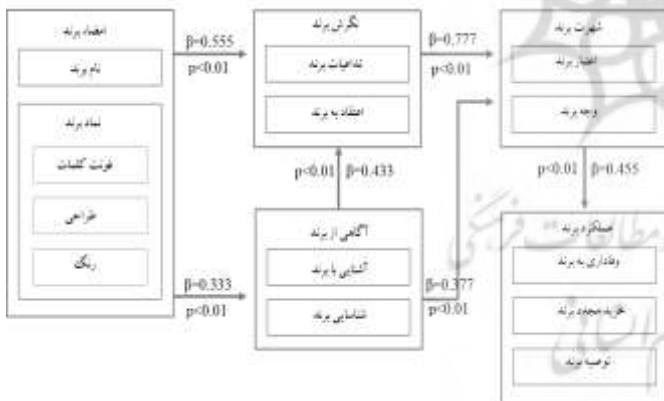 امضاء برند
نام برند
نماد برند
فونت کلمات
طراحی
رنگ
β=0.555
p<0.01
β=0.333
p<0.01
نگرش برند
تداعیات برند
اعتقاد به برند
p<0.01 β=0.433
آگاهی از برند
آشنایی با برند
شناسایی برند
β=0.777
p<0.01
β=0.377
p<0.01
شهرت برند
اعتبار برند
وجهه برند
p<0.01 β=0.455
عملکرد برند
وفاداری به برند
خرید مجدد برند
توصیه برند
مطالعات فرهنگی